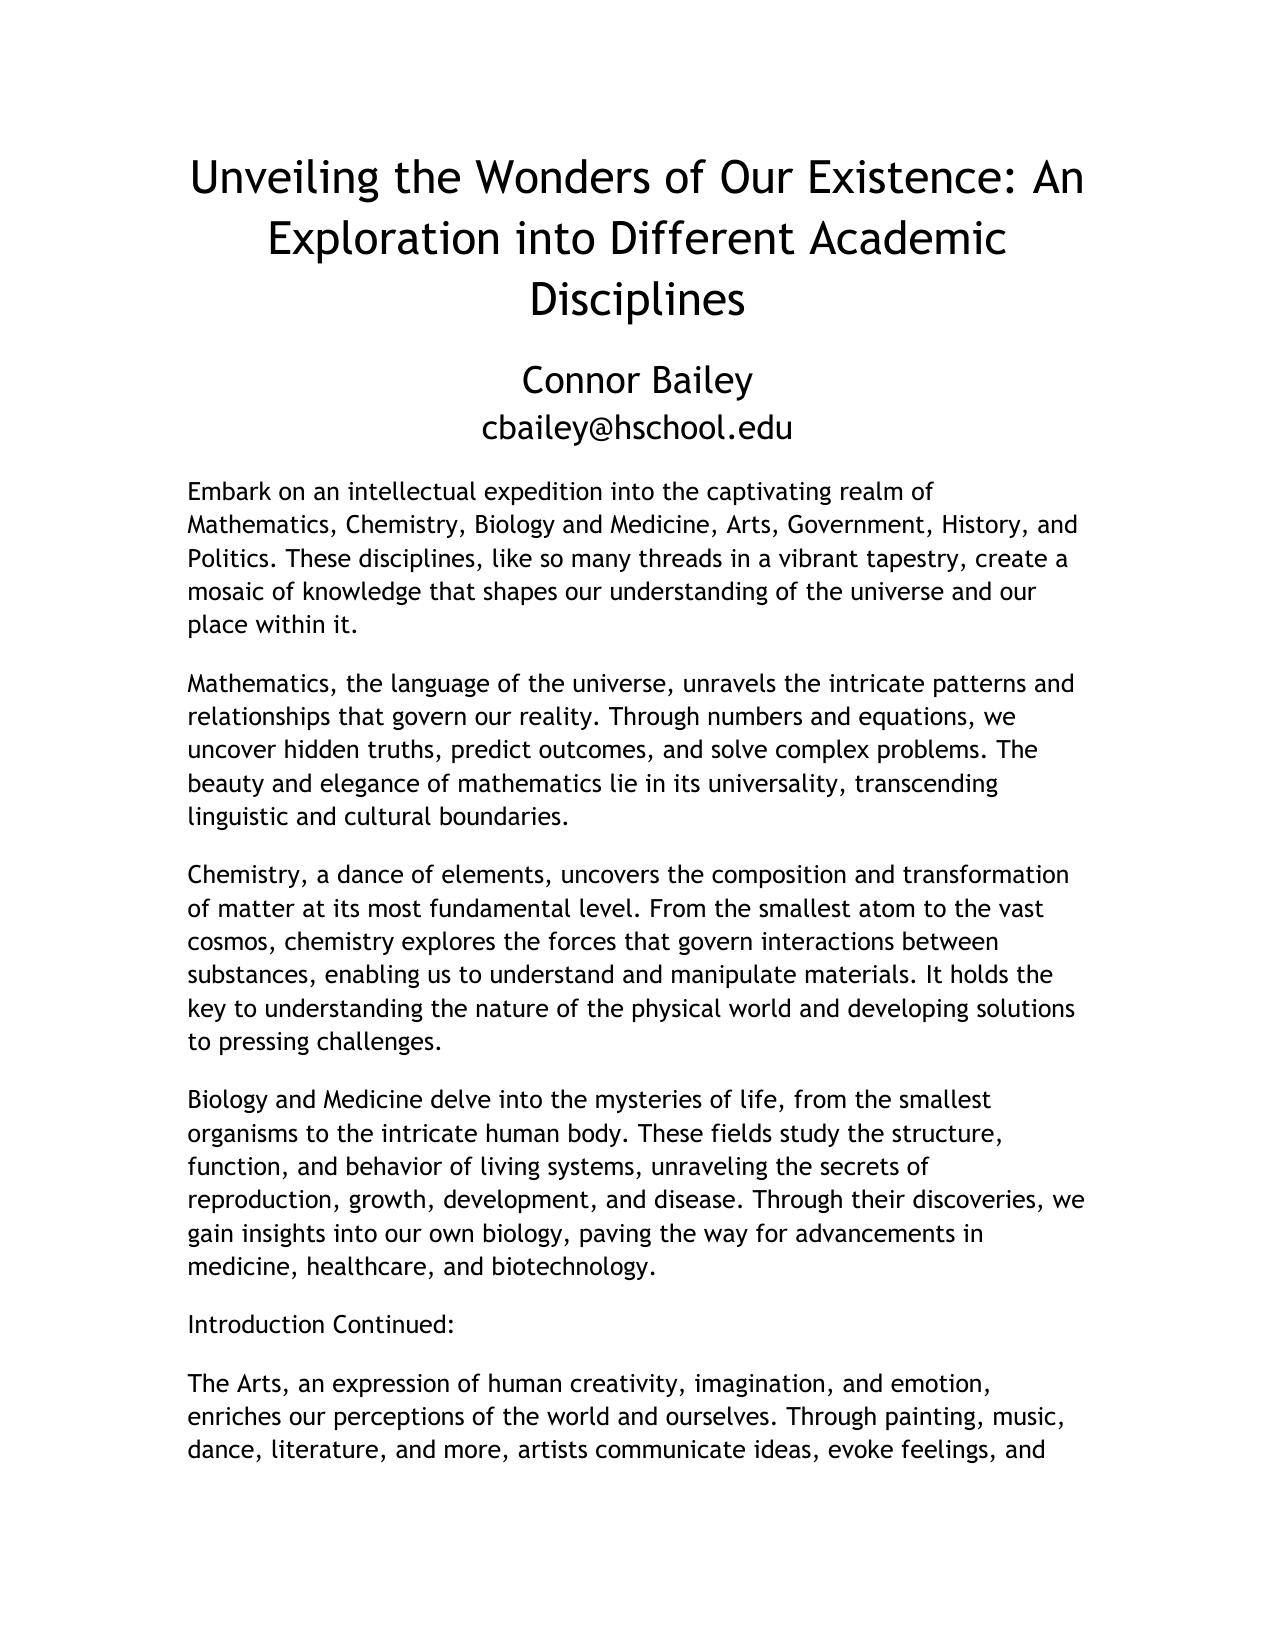 Unveiling the Wonders of Our Existence: An
Exploration into Different Academic
Disciplines
Connor Bailey
cbailey@hschool.edu
Embark on an intellectual expedition into the captivating realm of
Mathematics, Chemistry, Biology and Medicine, Arts, Government, History, and
Politics. These disciplines, like so many threads in a vibrant tapestry, create a
mosaic of knowledge that shapes our understanding of the universe and our
place within it.
Mathematics, the language of the universe, unravels the intricate patterns and
relationships that govern our reality. Through numbers and equations, we
uncover hidden truths, predict outcomes, and solve complex problems. The
beauty and elegance of mathematics lie in its universality, transcending
linguistic and cultural boundaries.
Chemistry, a dance of elements, uncovers the composition and transformation
of matter at its most fundamental level. From the smallest atom to the vast
cosmos, chemistry explores the forces that govern interactions between
substances, enabling us to understand and manipulate materials. It holds the
key to understanding the nature of the physical world and developing solutions
to pressing challenges.
Biology and Medicine delve into the mysteries of life, from the smallest
organisms to the intricate human body. These fields study the structure,
function, and behavior of living systems, unraveling the secrets of
reproduction, growth, development, and disease. Through their discoveries, we
gain insights into our own biology, paving the way for advancements in
medicine, healthcare, and biotechnology.
Introduction Continued:
The Arts, an expression of human creativity, imagination, and emotion,
enriches our perceptions of the world and ourselves. Through painting, music,
dance, literature, and more, artists communicate ideas, evoke feelings, and